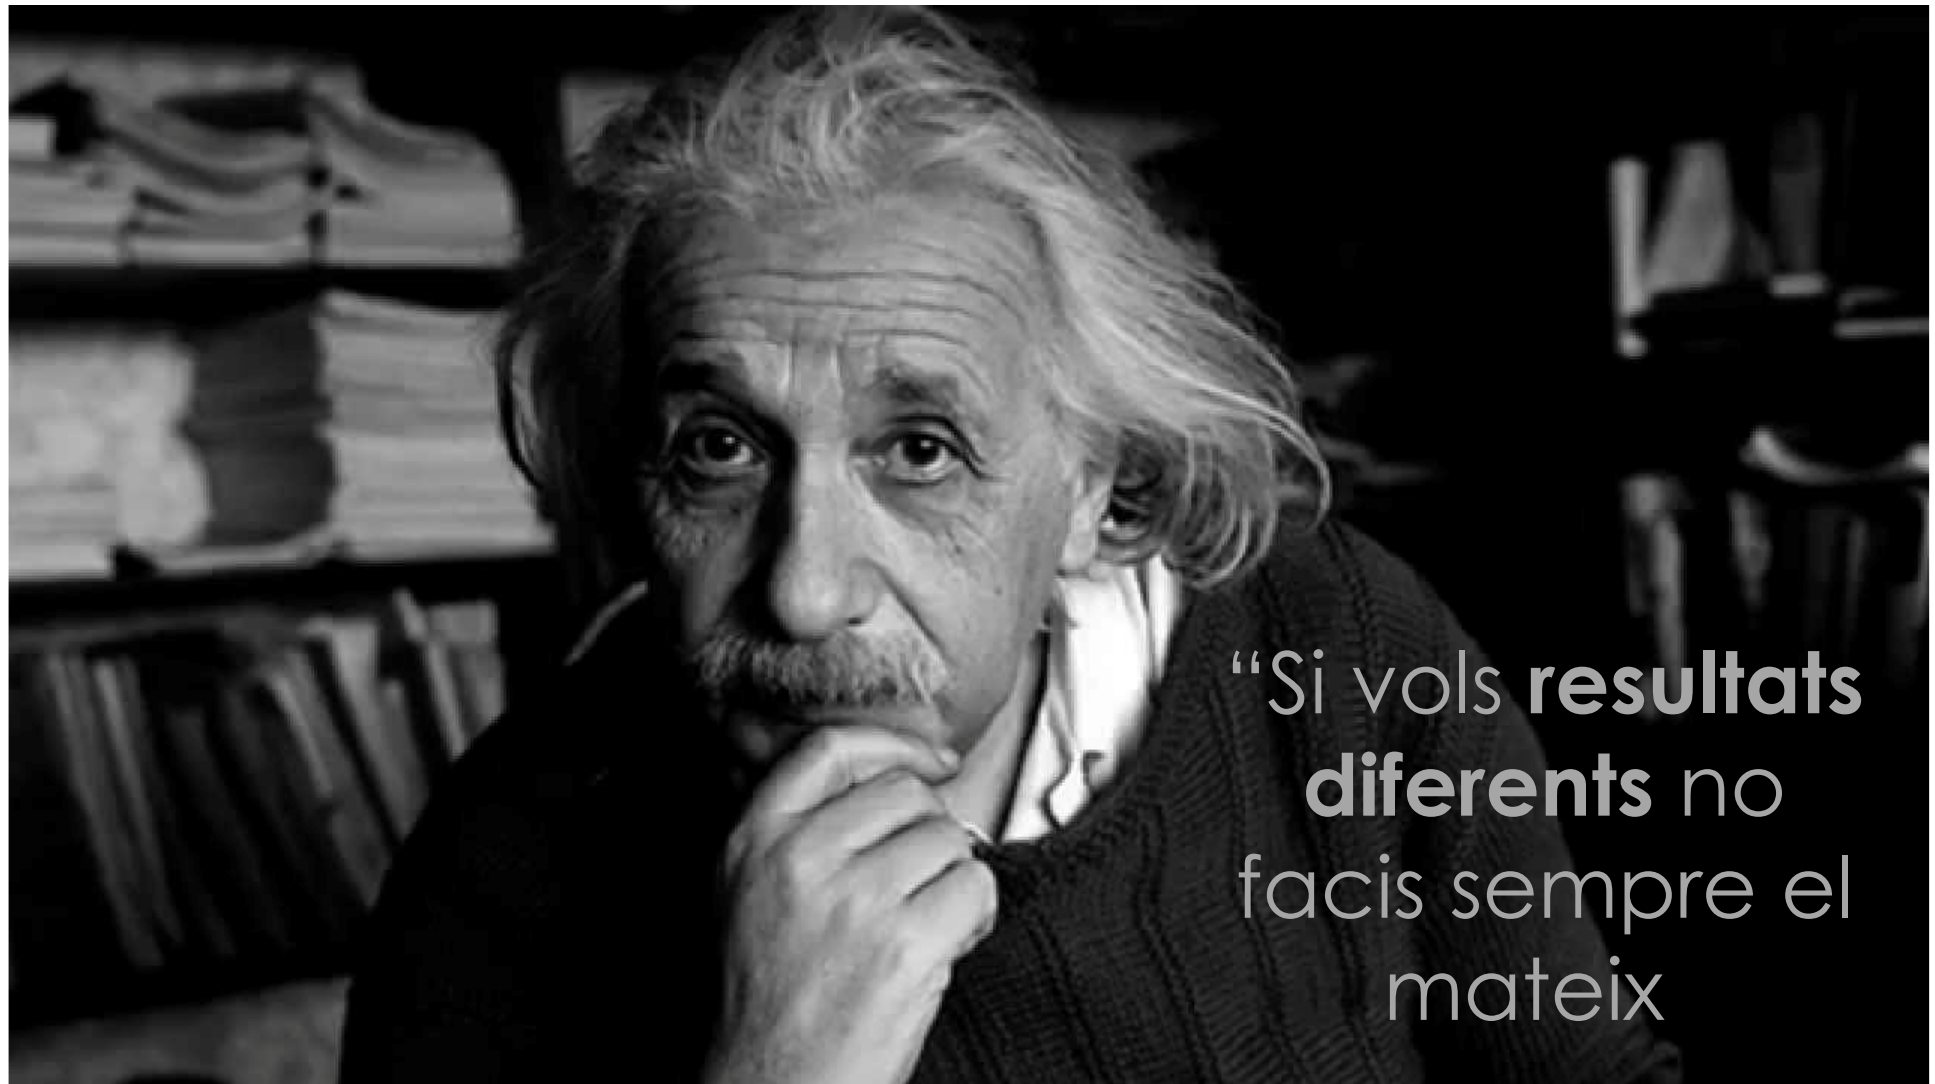 “Si vols resultats
diferents no
facis sempre el
mateix